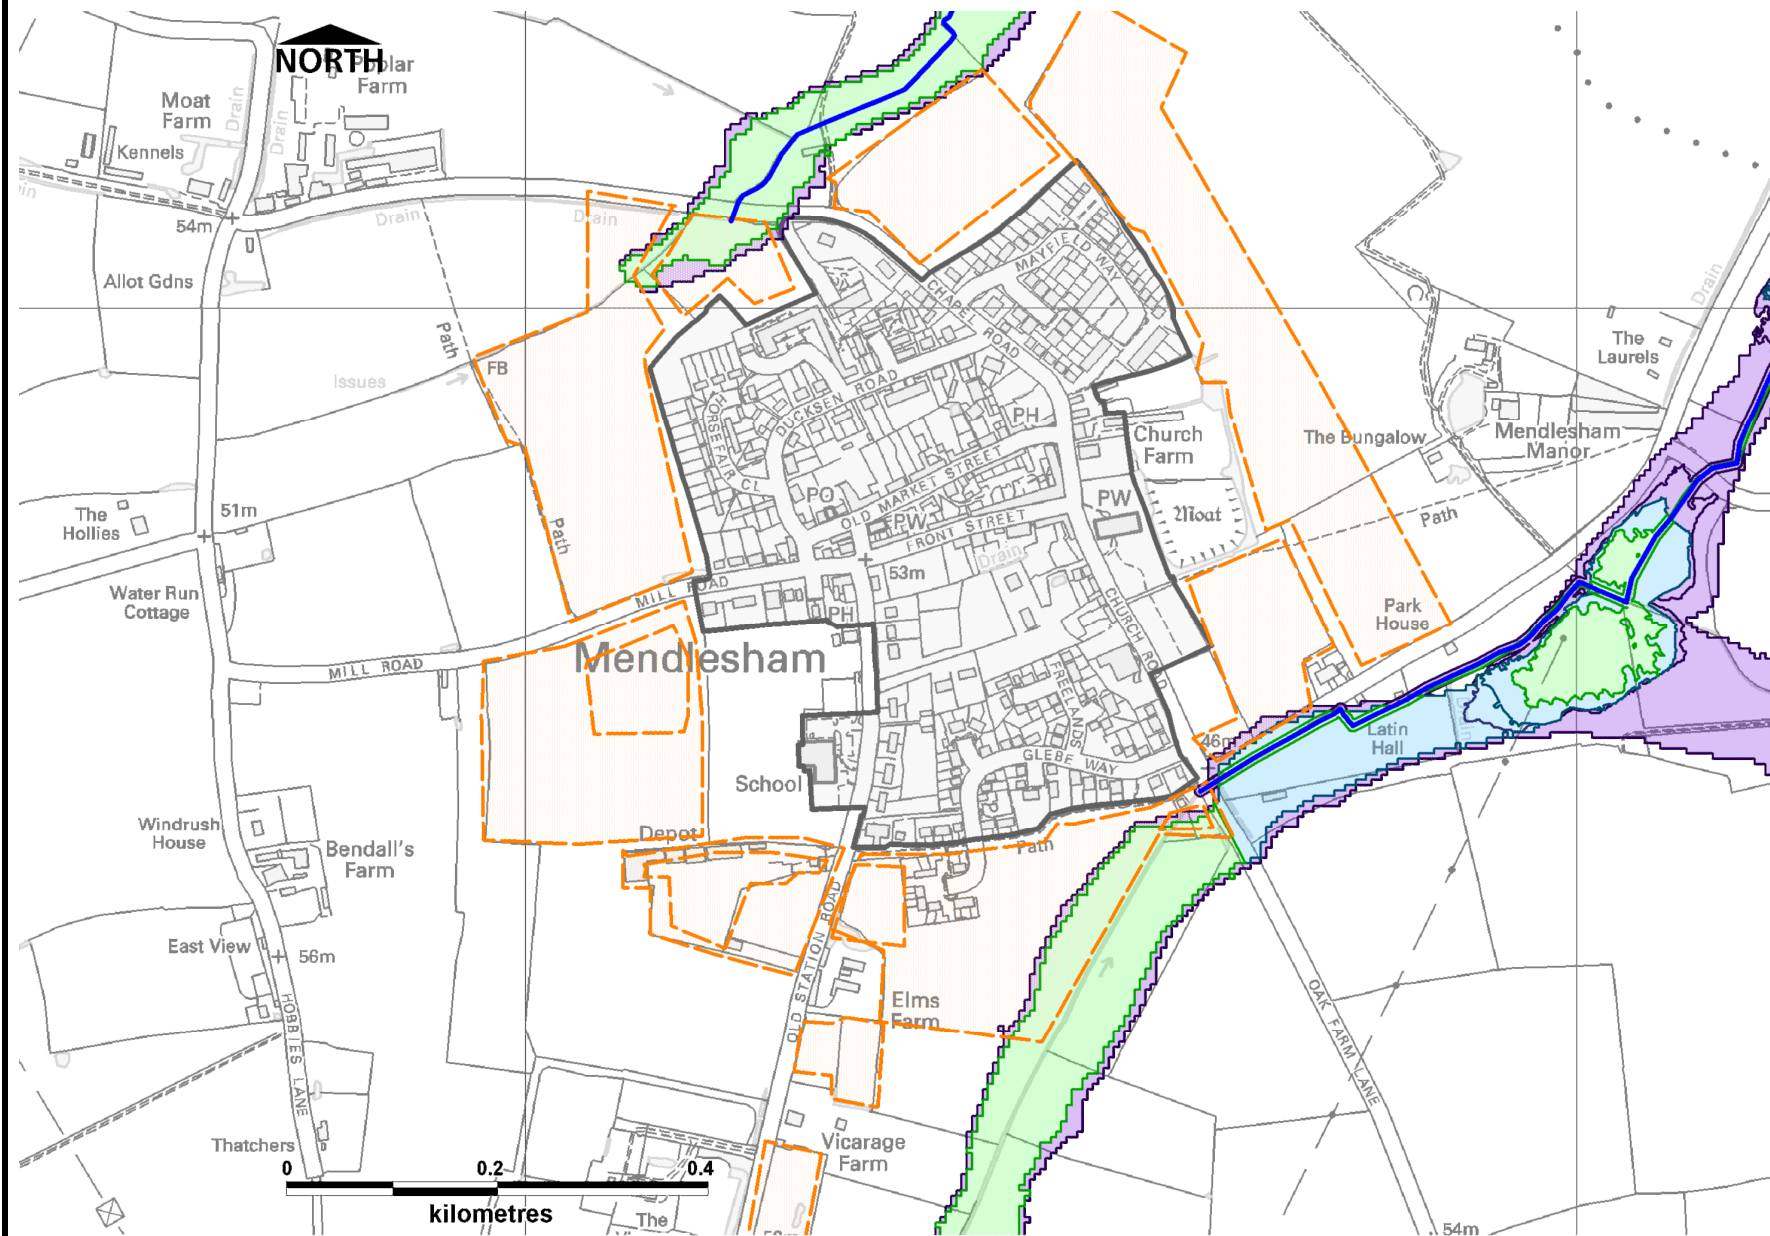 NORTH
Poplar
Farm
Moat
Farm
Drain
Drain
Kennels
54m
Drain
Drain
Allot Gdns
Path
FB
Issues
MAYFIELD WAY
CHAPEL ROAD
DUCKSEN ROAD
HORSEFAIR CL
PH
Church
Farm
The Bungalow
Mendlesham
Manor
The
Laurels
Drain
PO
OLD MARKET STREET
PW
FRONT STREET
PW
Moat
Path
The
Hollies
51m
Path
Drain
53m
Water Run
Cottage
MILL ROAD
PH
CHURCH ROAD
Park
House
Mendlesham
MILL ROAD
FREELANDS
GLEBE WAY
46m
Latin
Hall
School
Windrush
House
Bendall's
Farm
Depot
Path
East View
56m
OLD STATION ROAD
Elms
Farm
OAK FARM LANE
HOBBIES LANE
Thatchers
Vicarage
Farm
0
0.2
0.4
kilometres
The
54m